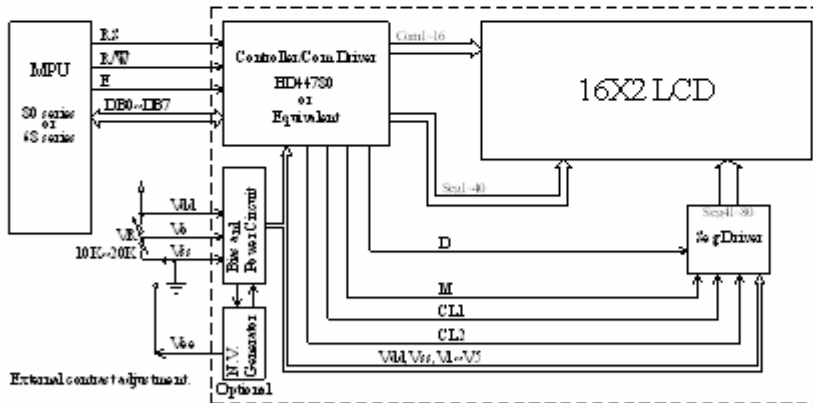 MPU
80 series
or
68 series
RS
R/W
E
DB0~DB7
Controller/Com Driver
HD44780
or
Equivalent
Com1~16
16X2 LCD
Seg1~40
Seg41~80
Seg Driver
D
M
CL1
CL2
Vdd, Vss, V1~V5
Vdd
Vo
Vss
VR
10K~20K
Bias and
Power Circuit
N.V.
Generator
Vee
External contrast adjustment.
Optional